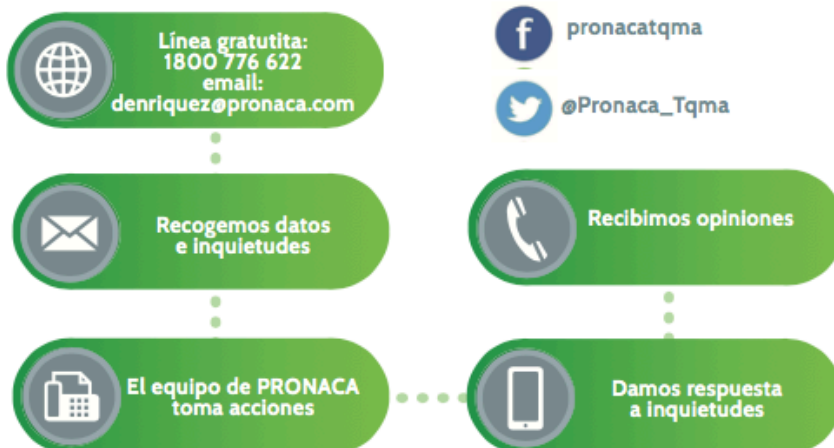 Línea gratutita:
1800 776 622
email:
denriquez@pronaca.com
pronacatqma
@Pronaca_Tqma
Recogemos datos
e inquietudes
Recibimos opiniones
El equipo de PRONACA
toma acciones
Damos respuesta
a inquietudes